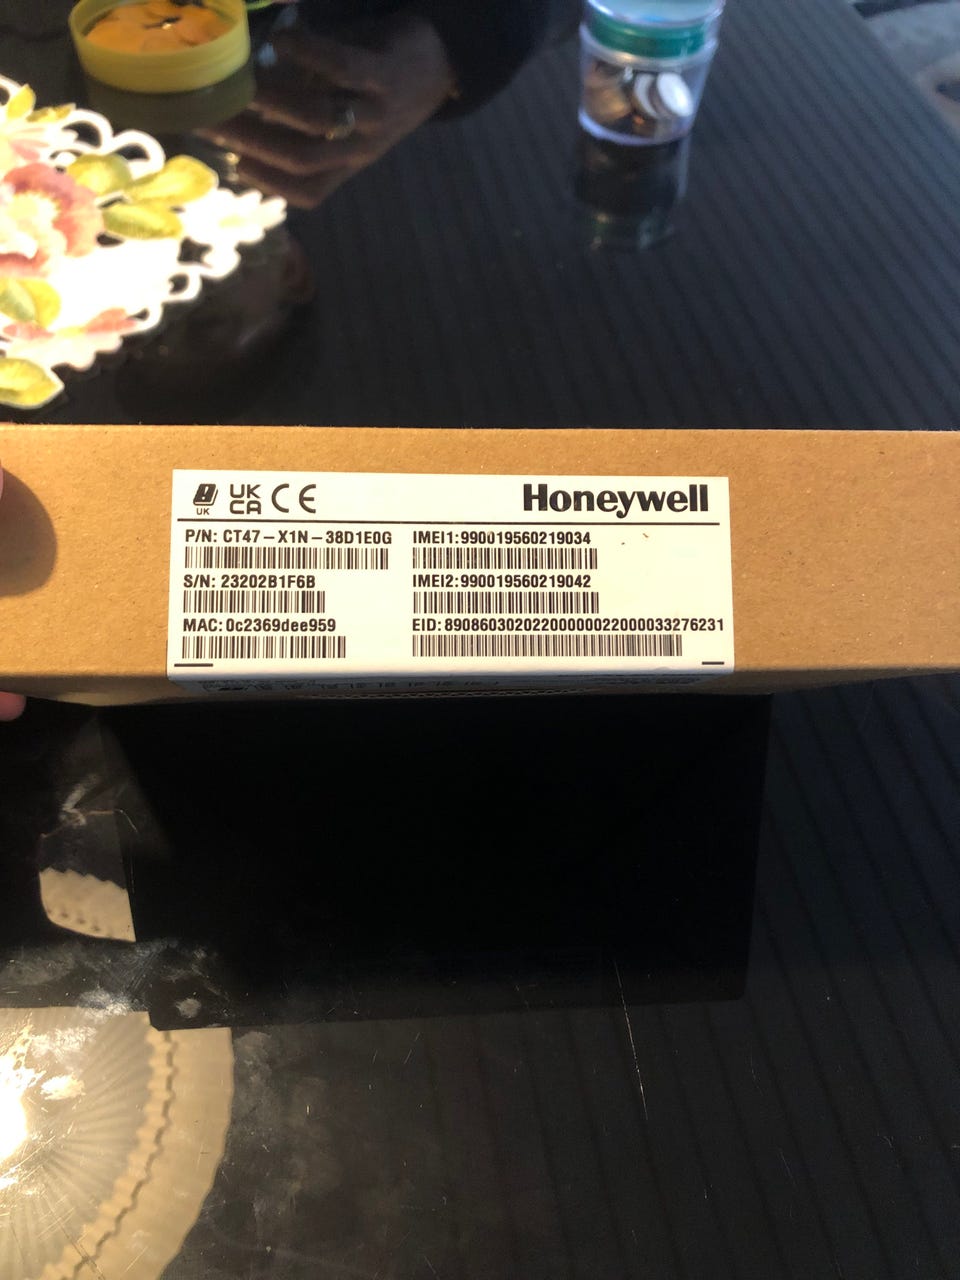 UK
UK
CA CE
Honeywell
P/N: CT47-X1N-38D1E0G
IMEI1:990019560219034
S/N: 23202B1F6B
IMEI2:990019560219042
MAC: 0c2369dee959
EID: 89086030202200000022000033276231